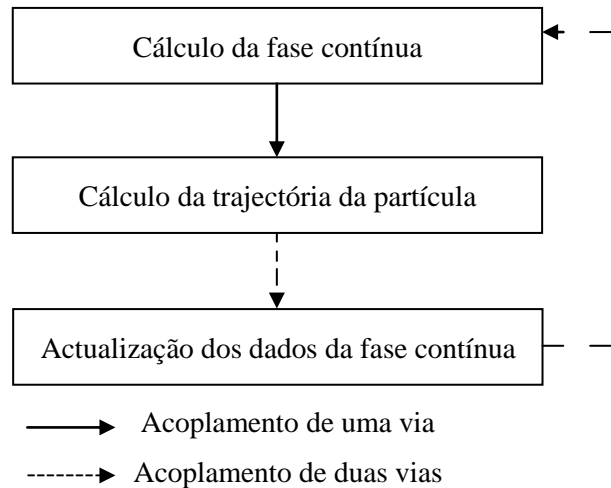 Cálculo da fase contínua
Cálculo da trajectória da partícula
Actualização dos dados da fase contínua
Acoplamento de uma via
Acoplamento de duas vias